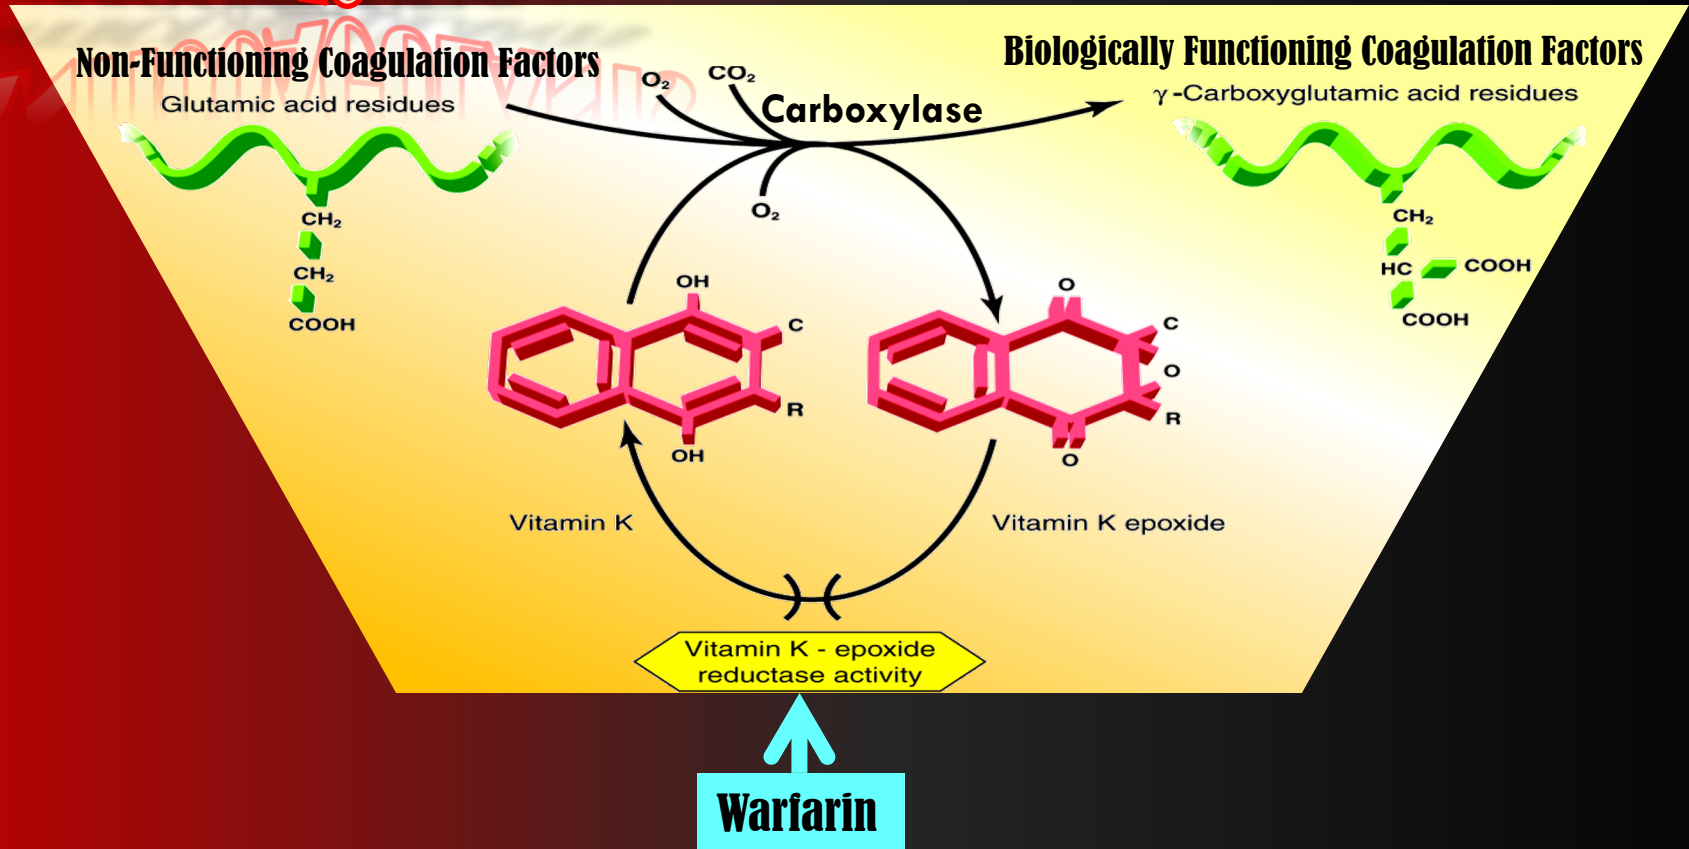 Non-Functioning Coagulation Factors
Glutamic acid residues
O₂
CO₂
Carboxylase
Biologically Functioning Coagulation Factors
γ-Carboxyglutamic acid residues
O₂
CH₂
CH₂
COOH
CH₂
HC
COOH
COOH
OH
C
R
OH
O
C
O
R
O
Vitamin K
Vitamin K epoxide
Vitamin K - epoxide
reductase activity
Warfarin